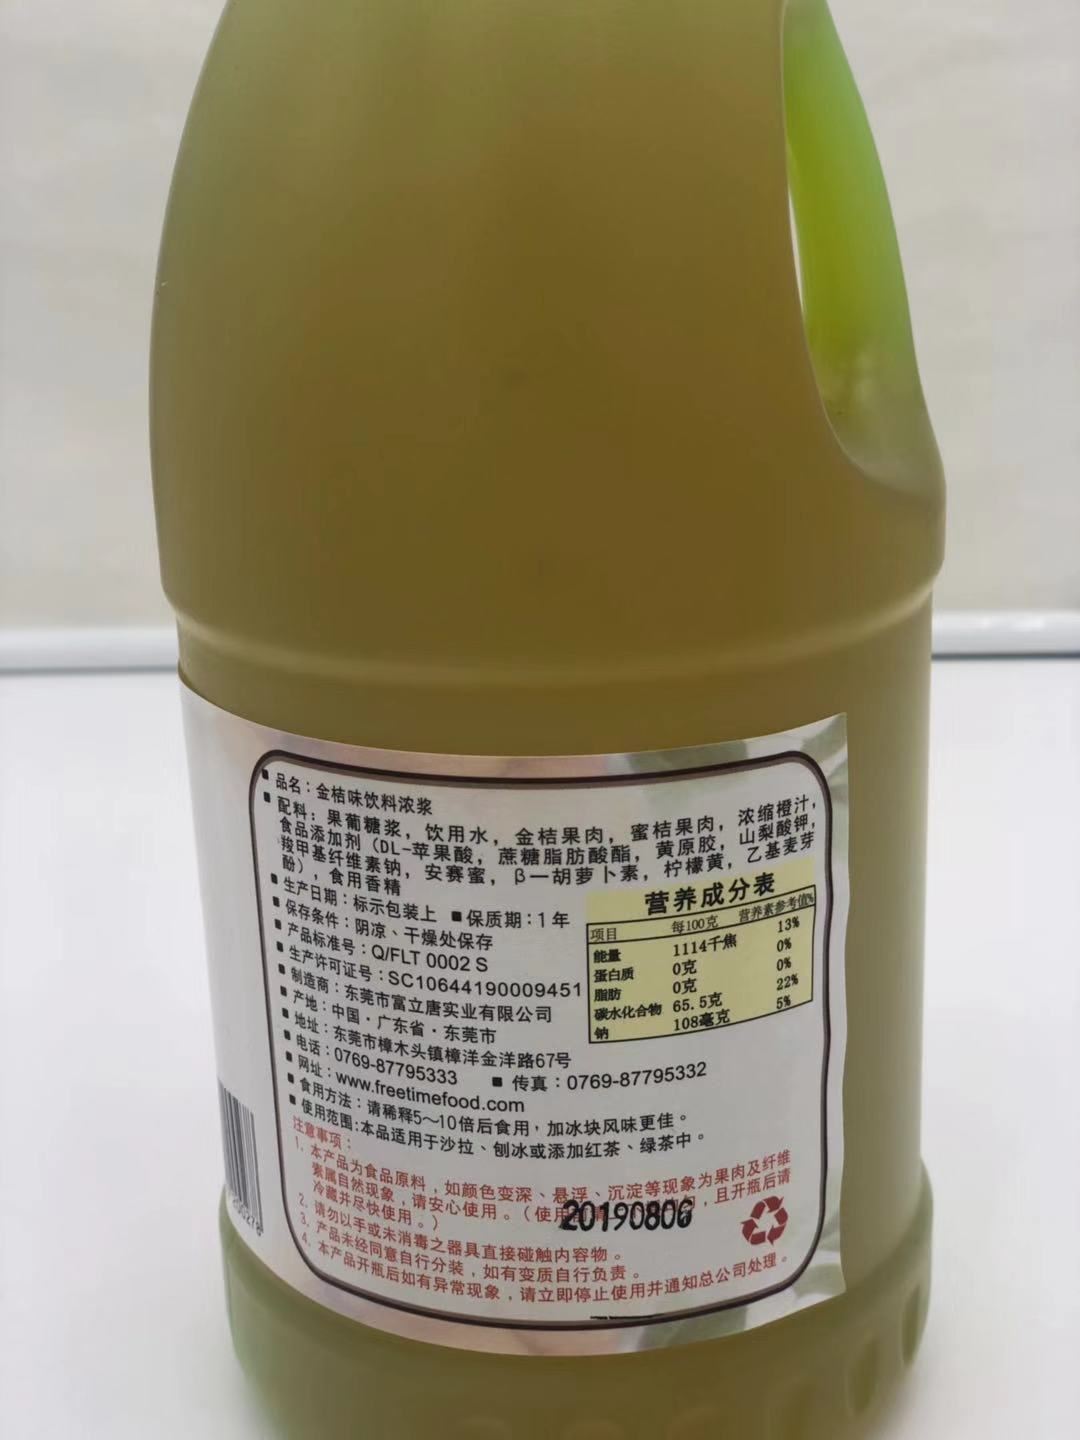 品名：金桔味饮料浓浆
配料：果葡糖浆，饮用水，金桔果肉，蜜桔果肉，浓缩橙汁，
食品添加剂（DL-苹果酸，蔗糖脂肪酸酯，黄原胶，山梨酸钾，
羧甲基纤维素钠，安赛蜜，β一胡萝卜素，柠檬黄，乙基麦芽
酚），食用香精
生产日期：标示包装上 ■保质期：1年
保存条件：阴凉、干燥处保存
产品标准号：Q/FLT 0002 S
生产许可证号：SC10644190009451
制造商：东莞市富立唐实业有限公司
产地：中国·广东省·东莞市
地址：东莞市樟木头镇樟洋金洋路67号
电话：0769-87795333 ■ 传真：0769-87795332
网址：www.freetimefood.com
食用方法：请稀释5～10倍后食用，加冰块风味更佳。
使用范围：本品适用于沙拉、刨冰或添加红茶、绿茶中。
营养成分表
项目 每100克 营养素参考值%
能量 1114千焦 13%
蛋白质 0克 0%
脂肪 0克 0%
碳水化合物 65.5克 22%
钠 108毫克 5%
注意事项：
1. 本产品为食品原料，如颜色变深、悬浮、沉淀等现象为果肉及纤维
素属自然现象，请安心使用。（使用，且开瓶后请
冷藏并尽快使用。）
20190806
2. 请勿以手或未消毒之器具直接碰触内容物。
3. 产品未经同意自行分装，如有变质自行负责。
4. 本产品开瓶后如有异常现象，请立即停止使用并通知总公司处理。